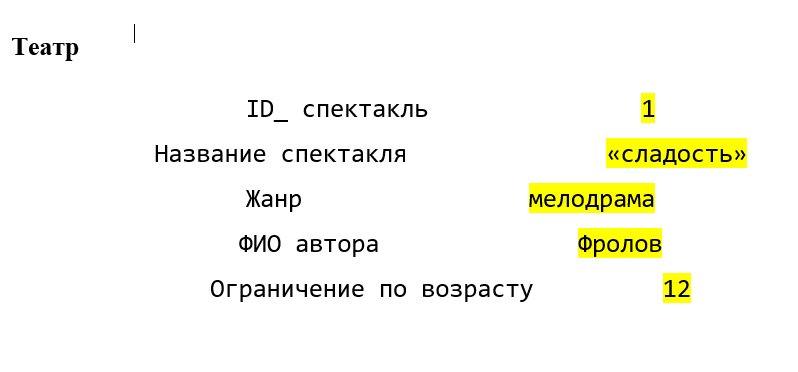 Театр
ID_ спектакль 1
Название спектакля «сладость»
Жанр мелодрама
ФИО автора Фролов
Ограничение по возрасту 12